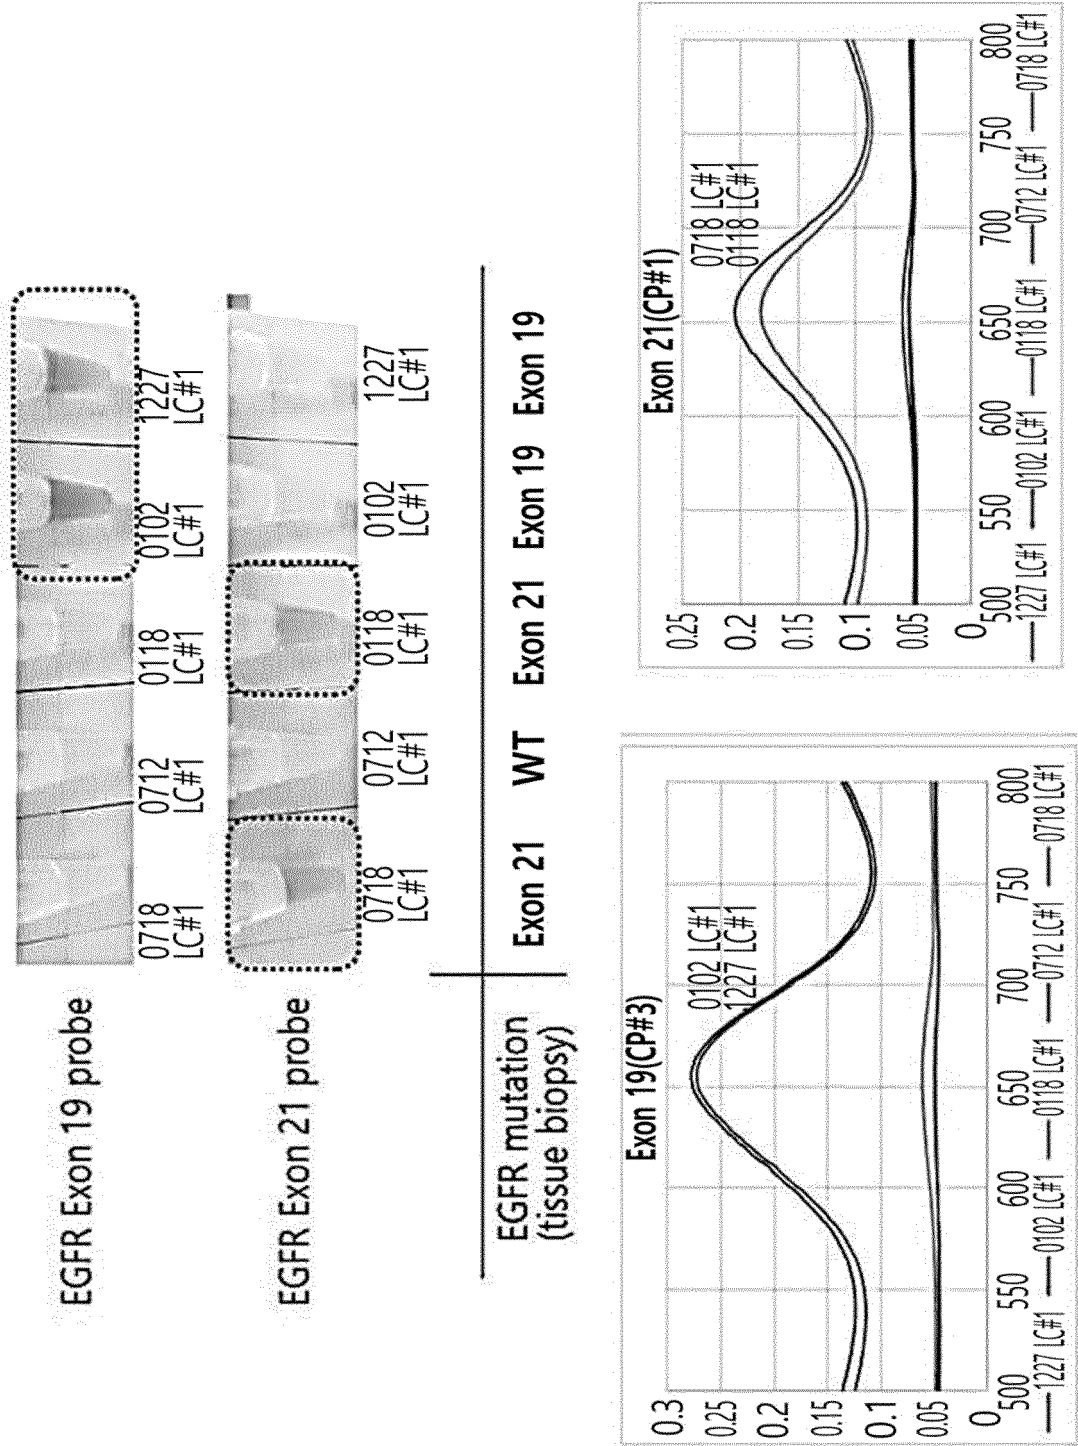 EGFR Exon 19 probe
0718 LC#1
0712 LC#1
0118 LC#1
0102 LC#1
1227 LC#1
EGFR Exon 21 probe
0718 LC#1
0712 LC#1
0118 LC#1
0102 LC#1
1227 LC#1
EGFR mutation
(tissue biopsy)
Exon 21 WT Exon 21 Exon 19 Exon 19
Exon 19(CP#3)
0.3
0.25
0.2
0.15
0.1
0.05
0
0102 LC#1
1227 LC#1
500 550 600 650 700 750 800
1227 LC#1 0102 LC#1 0118 LC#1 0712 LC#1 0718 LC#1
Exon 21(CP#1)
0.25
0.2
0.15
0.1
0.05
0
0718 LC#1
0118 LC#1
500 550 600 650 700 750 800
1227 LC#1 0102 LC#1 0118 LC#1 0712 LC#1 0718 LC#1